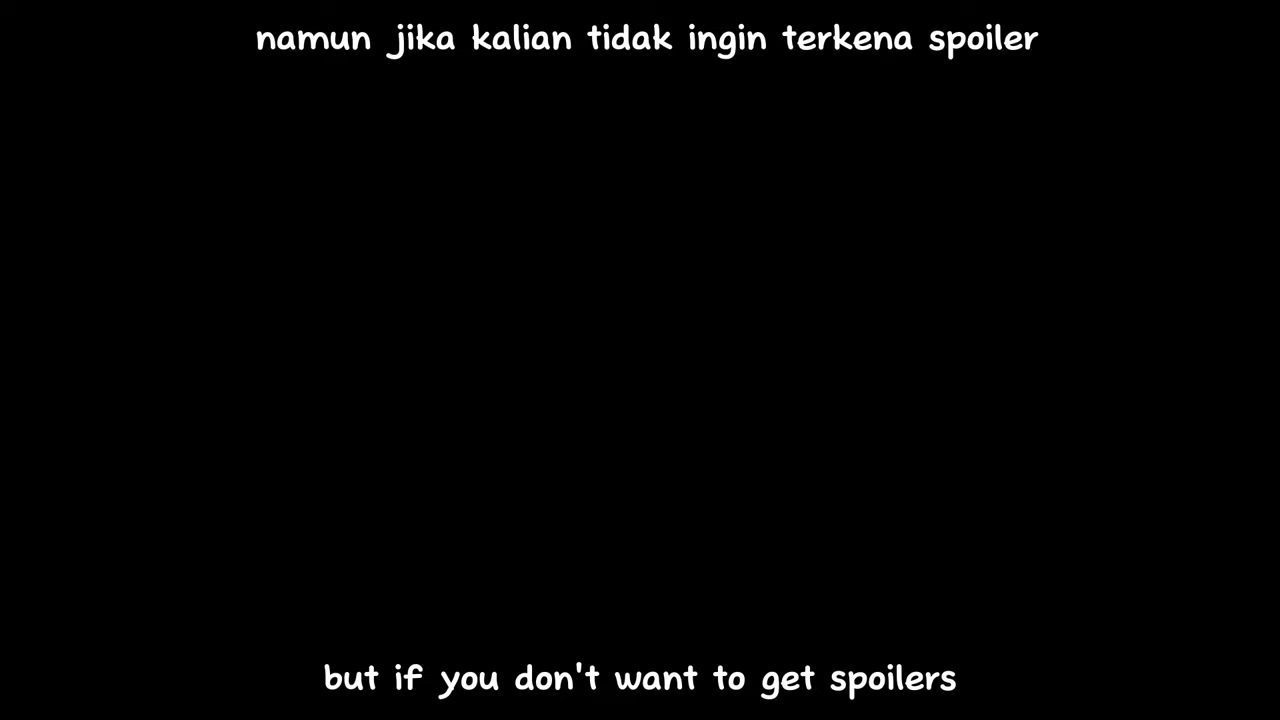 namun jika kalian tidak ingin terkena spoiler
but if you don't want to get spoilers